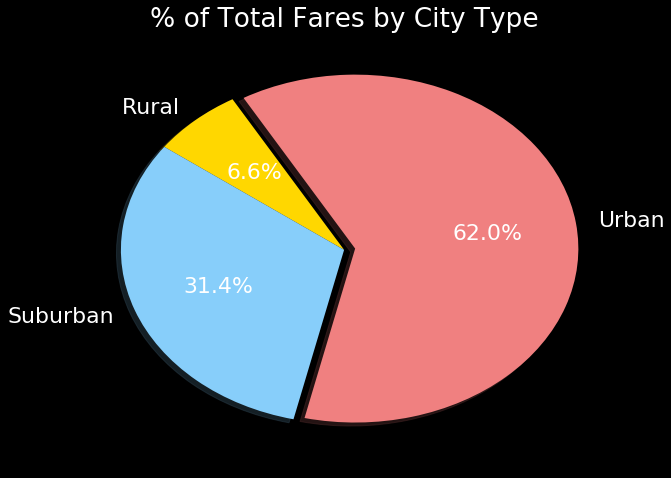 % of Total Fares by City Type
Rural
6.6%
Urban
62.0%
31.4%
Suburban